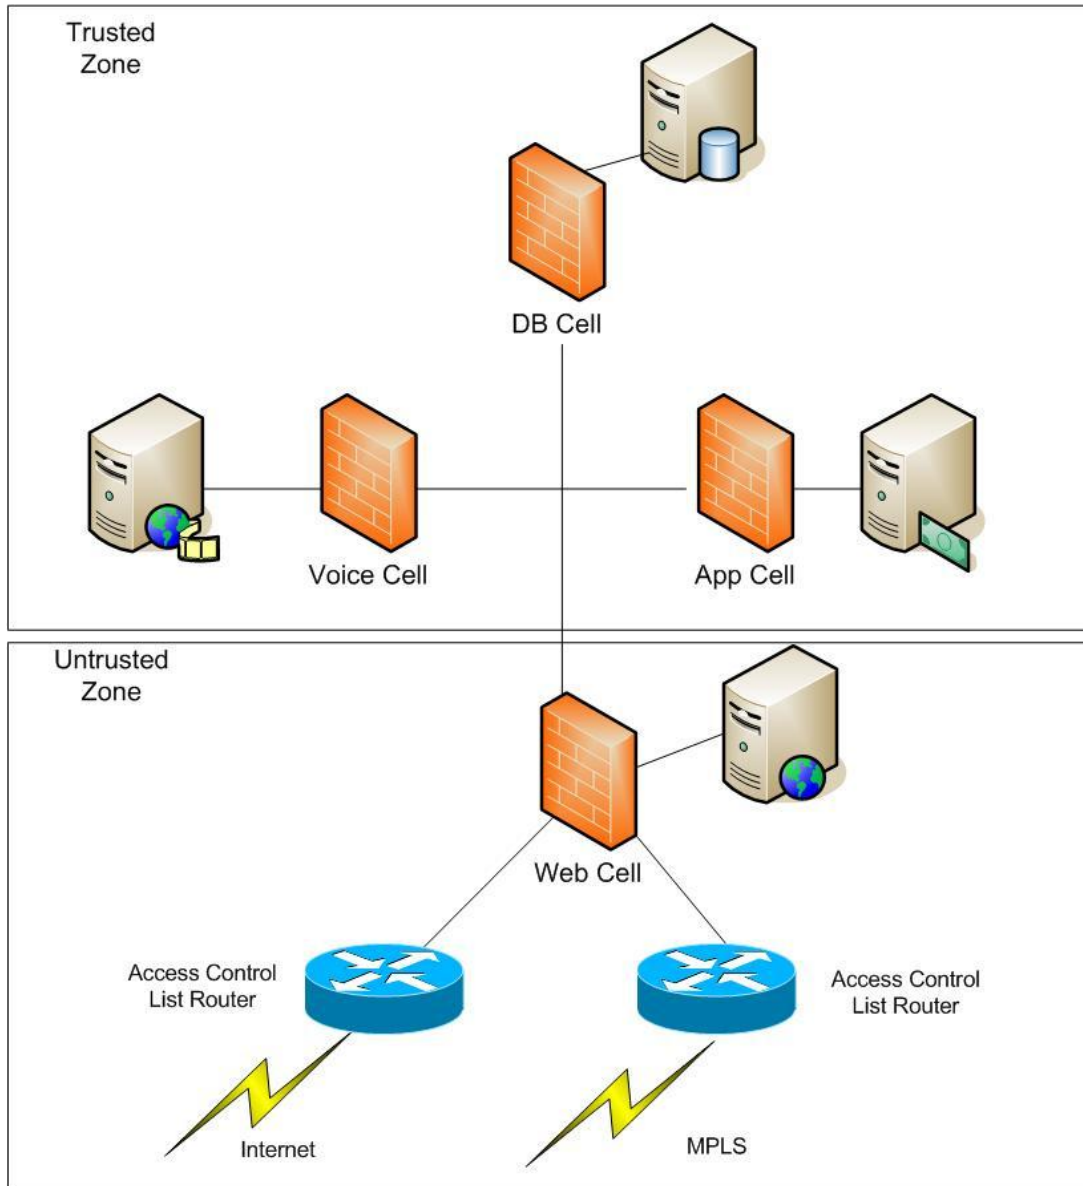 Trusted
Zone
DB Cell
Voice Cell
App Cell
Untrusted
Zone
Web Cell
Access Control
List Router
Access Control
List Router
Internet
MPLS